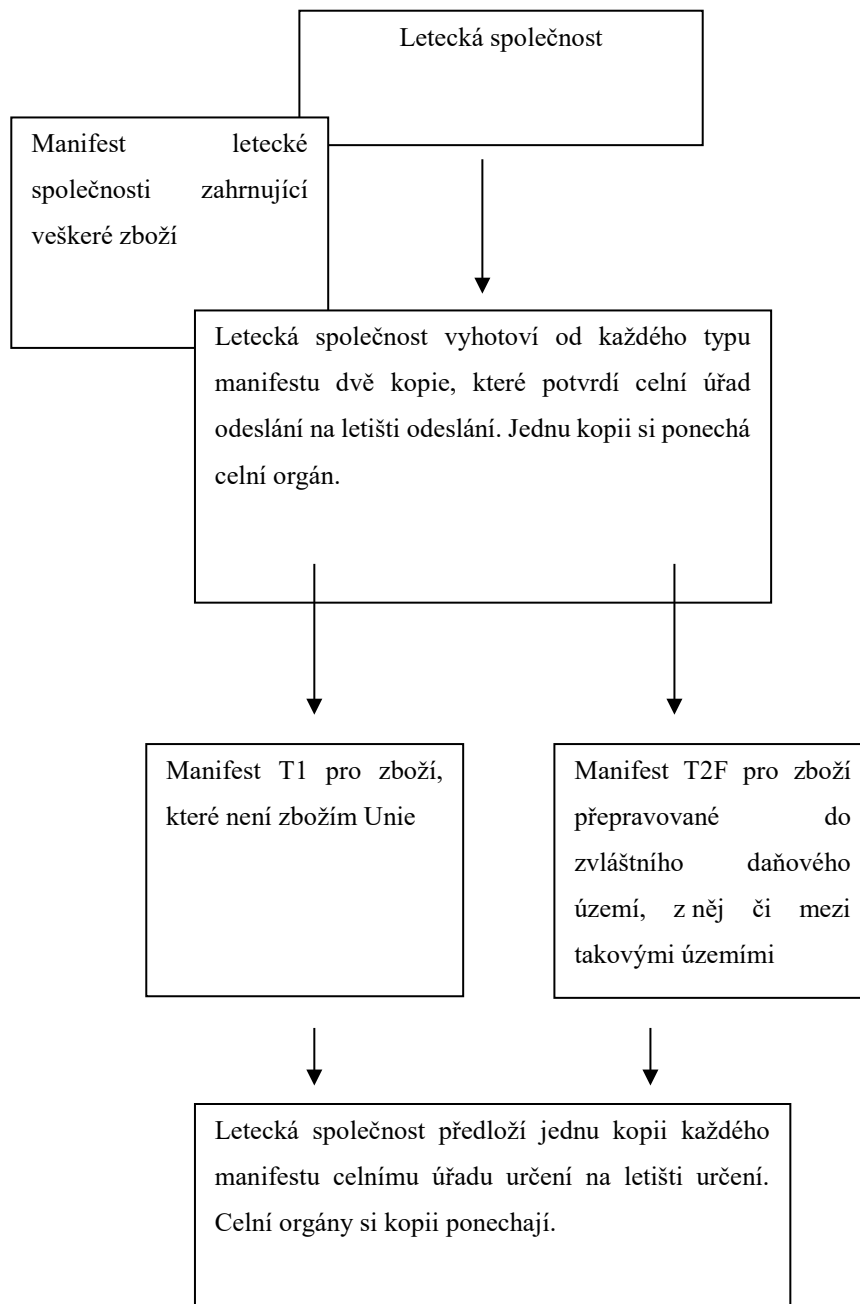 Letecká společnost
Manifest letecké
společnosti zahrnující
veškeré zboží
Letecká společnost vyhotoví od každého typu
manifestu dvě kopie, které potvrdí celní úřad
odeslání na letišti odeslání. Jednu kopii si ponechá
celní orgán.
Manifest T1 pro zboží,
které není zbožím Unie
Manifest T2F pro zboží
přepravované do
zvláštního daňového
území, z něj či mezi
takovými územími
Letecká společnost předloží jednu kopii každého
manifestu celnímu úřadu určení na letišti určení.
Celní orgány si kopii ponechají.